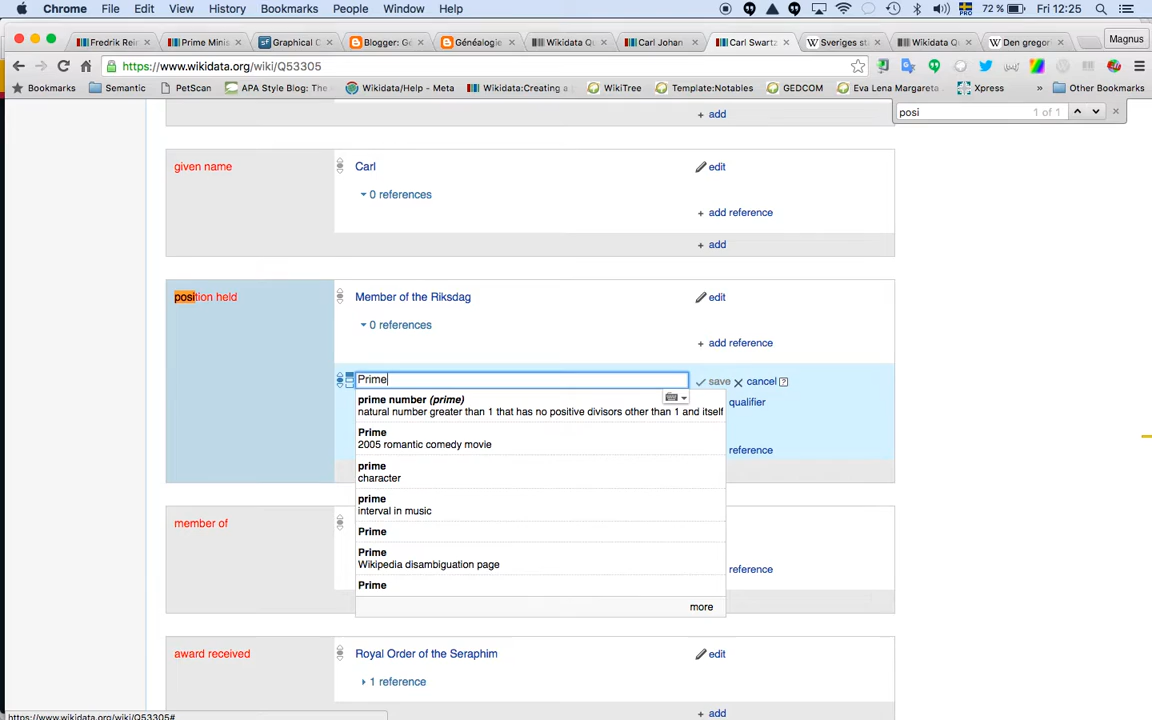 Chrome File Edit View History Bookmarks People Window Help
PRO 72 % Fri 12:25
Fredrik Rein
Prime Minis
Graphical C
Blogger: Ge
Généalogie
Wikidata Qu
Carl Johan
Carl Swartz
Sveriges sta
Wikidata Q
Den gregor
Magnus
https://www.wikidata.org/wiki/Q53305
Bookmarks Semantic PetScan APA Style Blog: The Wikidata/Help - Meta Wikidata:Creating a WikiTree Template:Notables GEDCOM Eva Lena Margareta Xpress » Other Bookmarks
posi 1 of 1
+ add
given name
Carl
edit
0 references
+ add reference
+ add
position held
Member of the Riksdag
edit
0 references
+ add reference
Prime
save cancel ?
prime number (prime)
natural number greater than 1 that has no positive divisors other than 1 and itself
qualifier
Prime
2005 romantic comedy movie
reference
prime
character
prime
interval in music
Prime
Prime
Wikipedia disambiguation page
Prime
more
member of
reference
award received
Royal Order of the Seraphim
edit
1 reference
+ add
https://www.wikidata.org/wiki/Q53305#